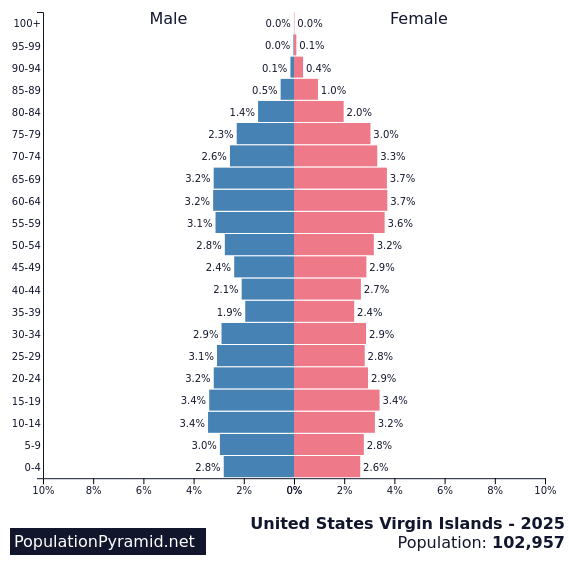 Male Female
100+ 0.0% 0.0%
95-99 0.0% 0.1%
90-94 0.1% 0.4%
85-89 0.5% 1.0%
80-84 1.4% 2.0%
75-79 2.3% 3.0%
70-74 2.6% 3.3%
65-69 3.2% 3.7%
60-64 3.2% 3.7%
55-59 3.1% 3.6%
50-54 2.8% 3.2%
45-49 2.4% 2.9%
40-44 2.1% 2.7%
35-39 1.9% 2.4%
30-34 2.9% 2.9%
25-29 3.1% 2.8%
20-24 3.2% 2.9%
15-19 3.4% 3.4%
10-14 3.4% 3.2%
5-9 3.0% 2.8%
0-4 2.8% 2.6%
10% 8% 6% 4% 2% 0% 2% 4% 6% 8% 10%
United States Virgin Islands - 2025
PopulationPyramid.net Population: 102,957